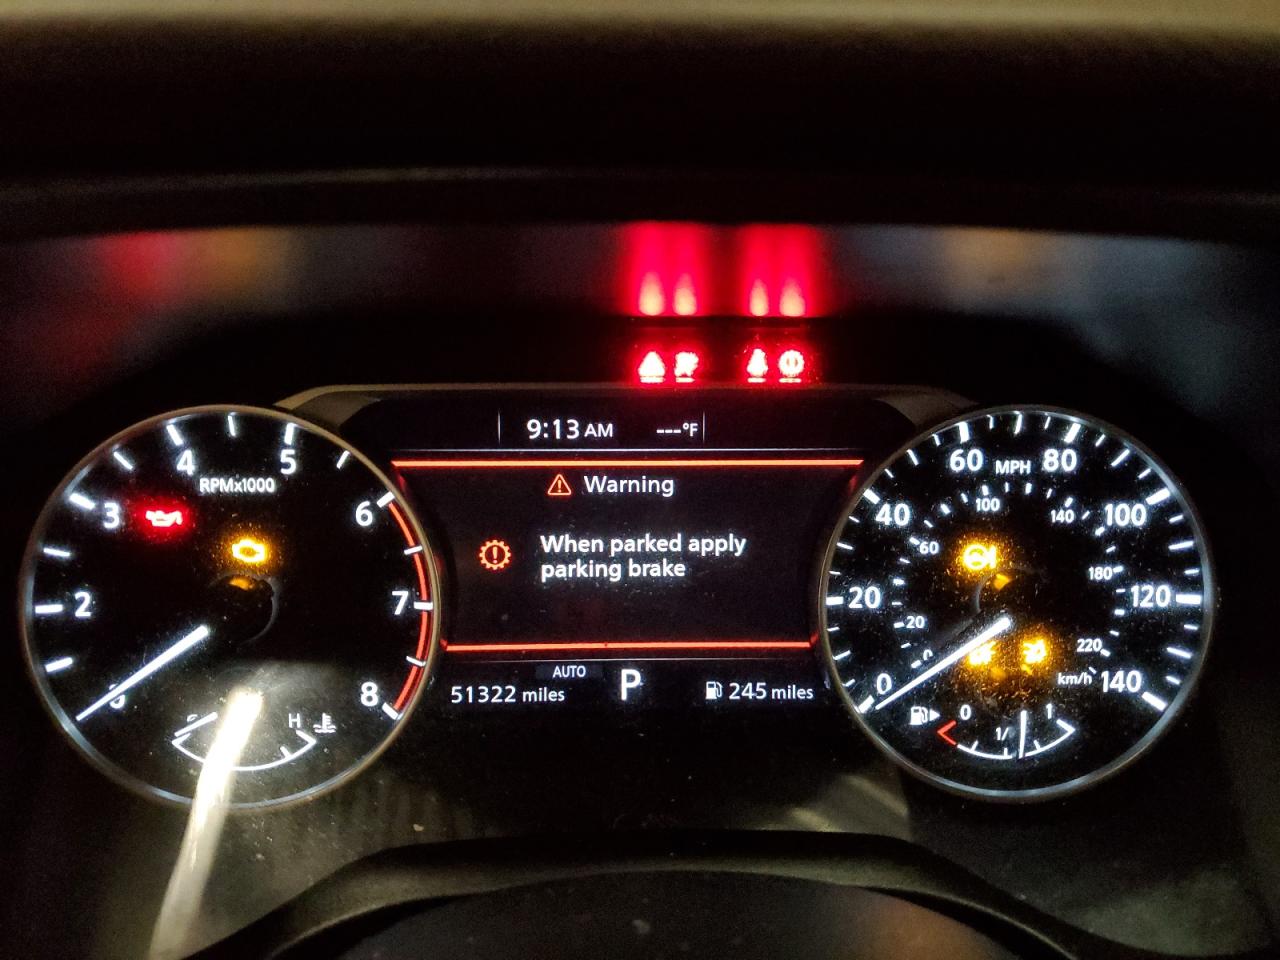 9:13 AM
---°F
Warning
When parked apply
parking brake
AUTO
51322 miles
P
245 miles
RPMx1000
2
3
4
5
6
7
8
H
MPH
0
20
40
60
80
100
120
140
km/h
20
60
100
140
180
220
0
1/
1